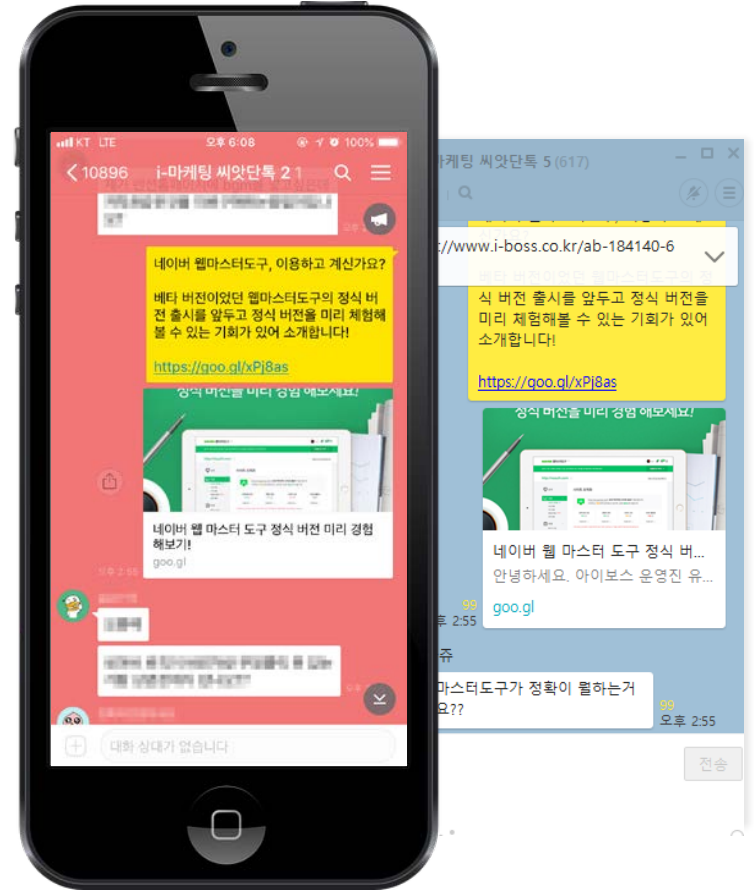 KT LTE 오후 6:08 100%
10896 i-마케팅 씨앗단톡 2 1
네이버 웹마스터도구, 이용하고 계신가요?
베타 버전이었던 웹마스터도구의 정식 버
전 출시를 앞두고 정식 버전을 미리 체험해
볼 수 있는 기회가 있어 소개합니다!
https://goo.gl/xPj8as
정식 버전을 미리 경험 해보세요!
네이버 웹 마스터 도구 정식 버전 미리 경험
해보기!
goo.gl
오후 2:56
대화 상대가 없습니다
마케팅 씨앗단톡 5 (617)
://www.i-boss.co.kr/ab-184140-6
식 버전 출시를 앞두고 정식 버전을
미리 체험해볼 수 있는 기회가 있어
소개합니다!
https://goo.gl/xPj8as
정식 버전을 미리 경험 해보세요!
네이버 웹 마스터 도구 정식 버...
안녕하세요. 아이보스 운영진 유...
goo.gl
99
후 2:55
쥬
마스터도구가 정확이 뭘하는거
요??
99
오후 2:55
전송